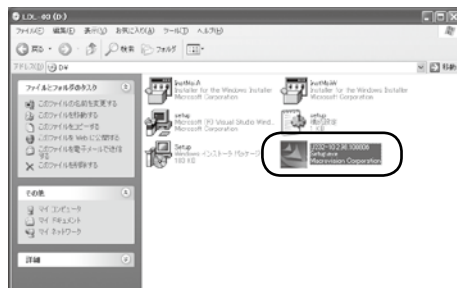 LDL-40 (D:)
ファイル(F) 編集(E) 表示(V) お気に入り(A) ツール(T) ヘルプ(H)
戻る 検索 フォルダ
アドレス(D) D:¥ 移動
ファイルとフォルダのタスク
このファイルの名前を変更する
このファイルを移動する
このファイルをコピーする
このファイルを Web に公開する
このファイルを電子メールで送信する
このファイルを削除する
その他
マイ コンピュータ
マイ ドキュメント
マイ ネットワーク
詳細
InstMsiA
Installer for the Windows Installer
Microsoft Corporation
InstMsiW
Installer for the Windows Installer
Microsoft Corporation
setup
Microsoft (R) Visual Studio Wind...
Microsoft Corporation
setup
構成設定
1 KB
Setup
Windows インストーラ パッケージ
Setup.exe
Macrovision Corporation